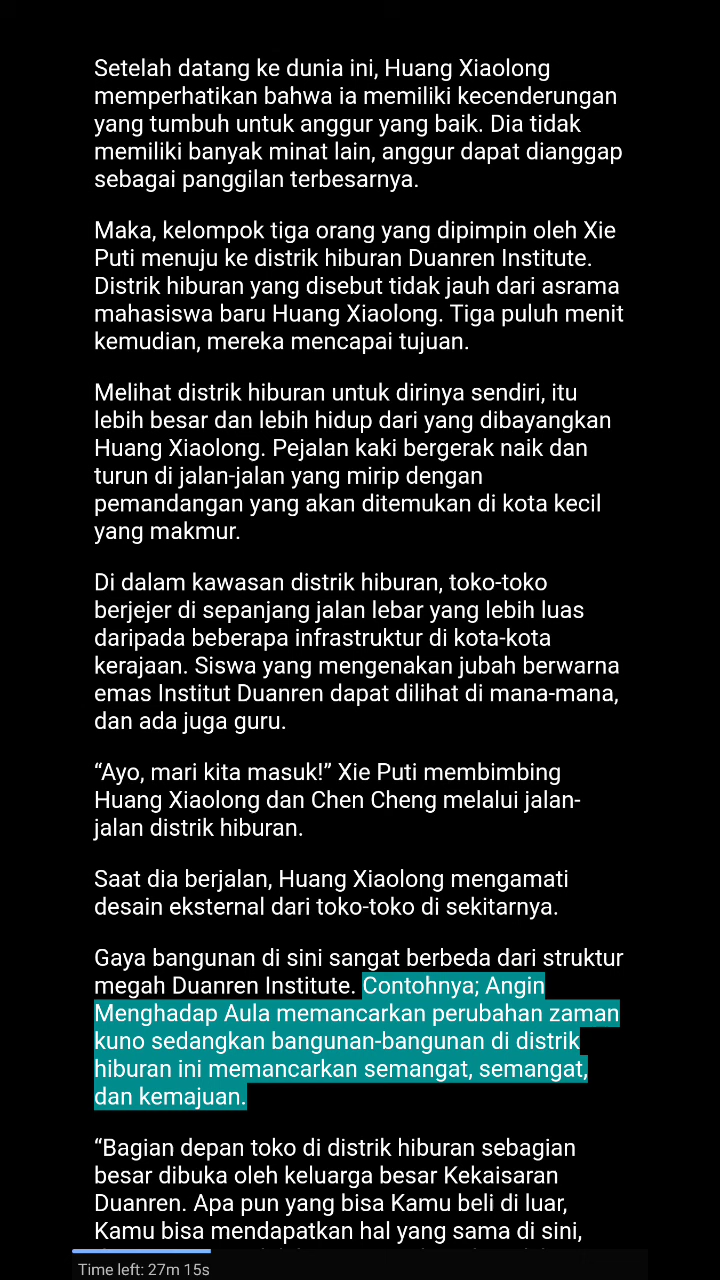 Setelah datang ke dunia ini, Huang Xiaolong
memperhatikan bahwa ia memiliki kecenderungan
yang tumbuh untuk anggur yang baik. Dia tidak
memiliki banyak minat lain, anggur dapat dianggap
sebagai panggilan terbesarnya.
Maka, kelompok tiga orang yang dipimpin oleh Xie
Puti menuju ke distrik hiburan Duanren Institute.
Distrik hiburan yang disebut tidak jauh dari asrama
mahasiswa baru Huang Xiaolong. Tiga puluh menit
kemudian, mereka mencapai tujuan.
Melihat distrik hiburan untuk dirinya sendiri, itu
lebih besar dan lebih hidup dari yang dibayangkan
Huang Xiaolong. Pejalan kaki bergerak naik dan
turun di jalan-jalan yang mirip dengan
pemandangan yang akan ditemukan di kota kecil
yang makmur.
Di dalam kawasan distrik hiburan, toko-toko
berjejer di sepanjang jalan lebar yang lebih luas
daripada beberapa infrastruktur di kota-kota
kerajaan. Siswa yang mengenakan jubah berwarna
emas Institut Duanren dapat dilihat di mana-mana,
dan ada juga guru.
“Ayo, mari kita masuk!” Xie Puti membimbing
Huang Xiaolong dan Chen Cheng melalui jalan-
jalan distrik hiburan.
Saat dia berjalan, Huang Xiaolong mengamati
desain eksternal dari toko-toko di sekitarnya.
Gaya bangunan di sini sangat berbeda dari struktur
megah Duanren Institute. Contohnya; Angin
Menghadap Aula memancarkan perubahan zaman
kuno sedangkan bangunan-bangunan di distrik
hiburan ini memancarkan semangat, semangat,
dan kemajuan.
“Bagian depan toko di distrik hiburan sebagian
besar dibuka oleh keluarga besar Kekaisaran
Duanren. Apa pun yang bisa Kamu beli di luar,
Kamu bisa mendapatkan hal yang sama di sini,
Time left: 27m 15s